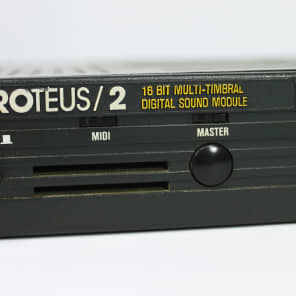 ROTEUS/2
16 BIT MULTI-TIMBRAL
DIGITAL SOUND MODULE
MIDI
MASTER